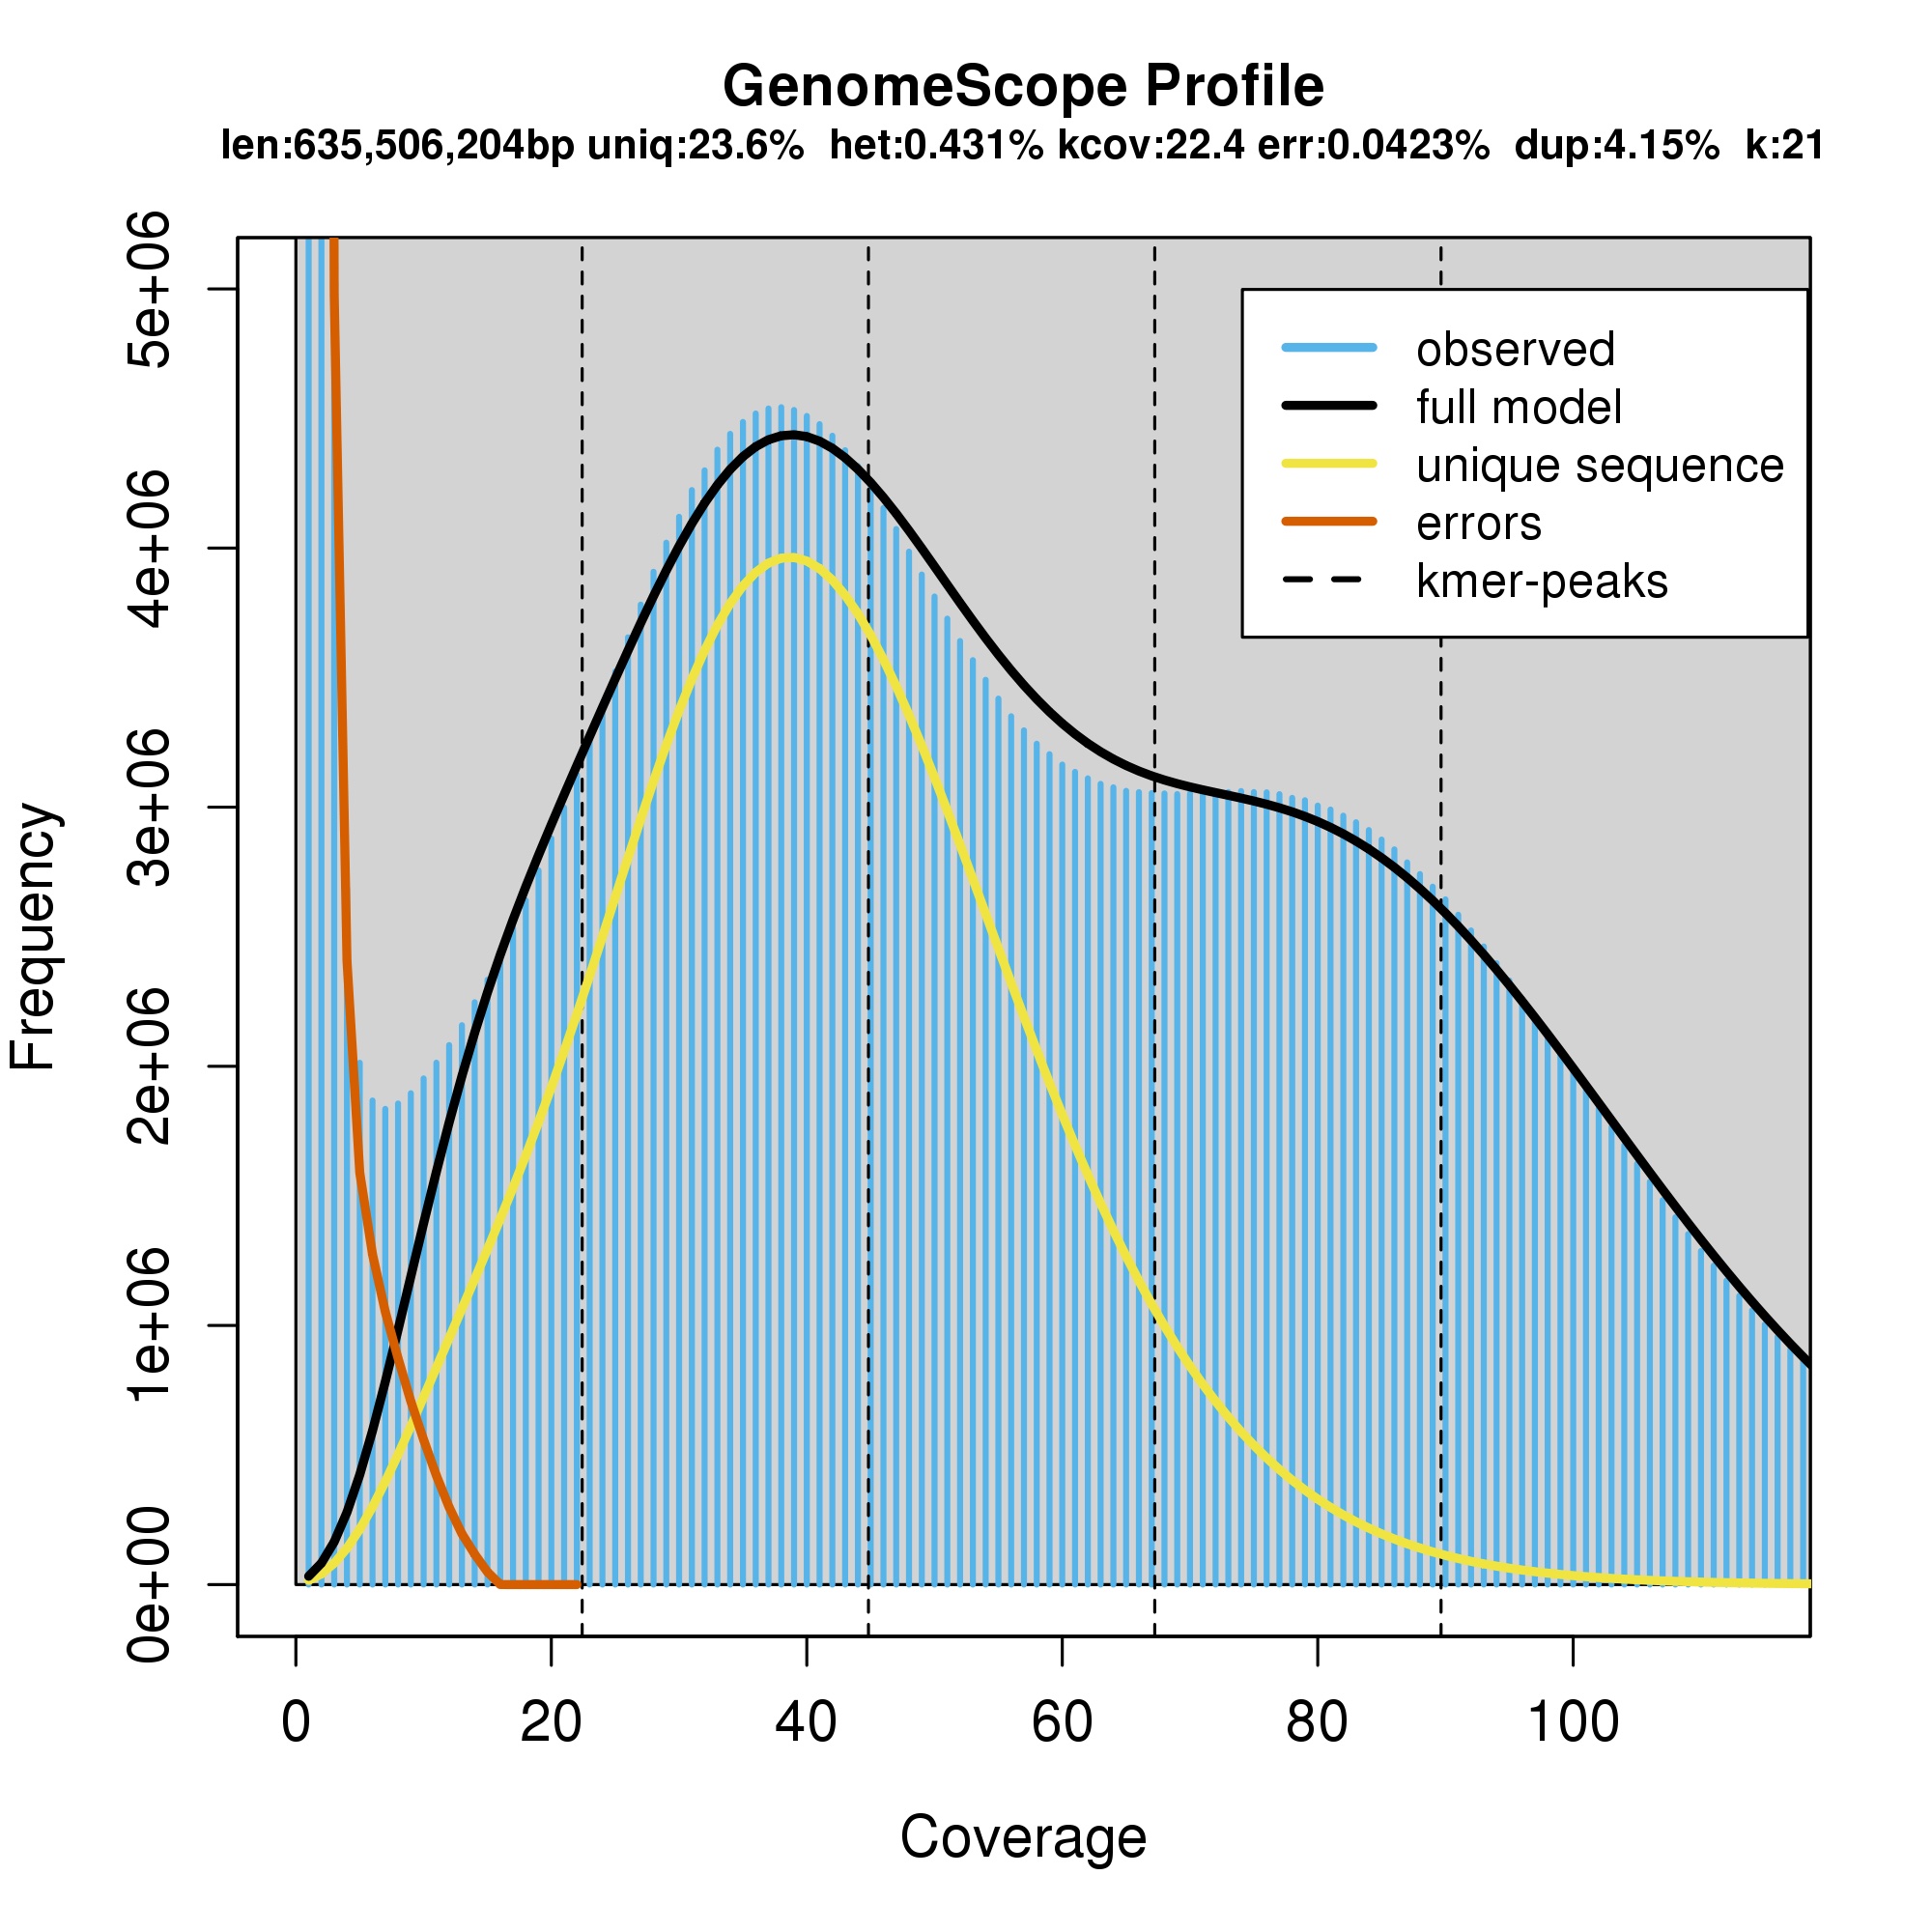 GenomeScope Profile
len:635,506,204bp uniq:23.6% het:0.431% kcov:22.4 err:0.0423% dup:4.15% k:21
Frequency
5e+06
4e+06
3e+06
2e+06
1e+06
0e+00
observed
full model
unique sequence
errors
kmer-peaks
0 20 40 60 80 100
Coverage